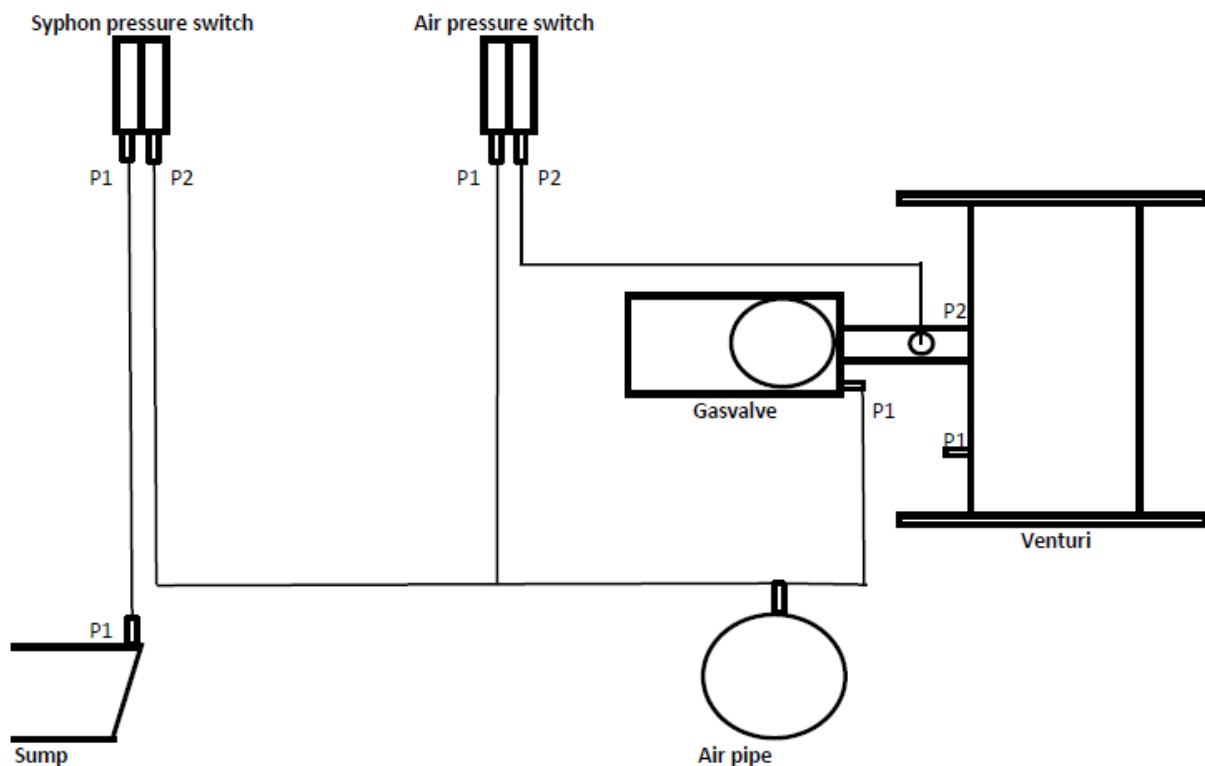 Syphon pressure switch
Air pressure switch
P1
P2
P1
P2
P2
Gasvalve
P1
P1
Venturi
P1
Sump
Air pipe